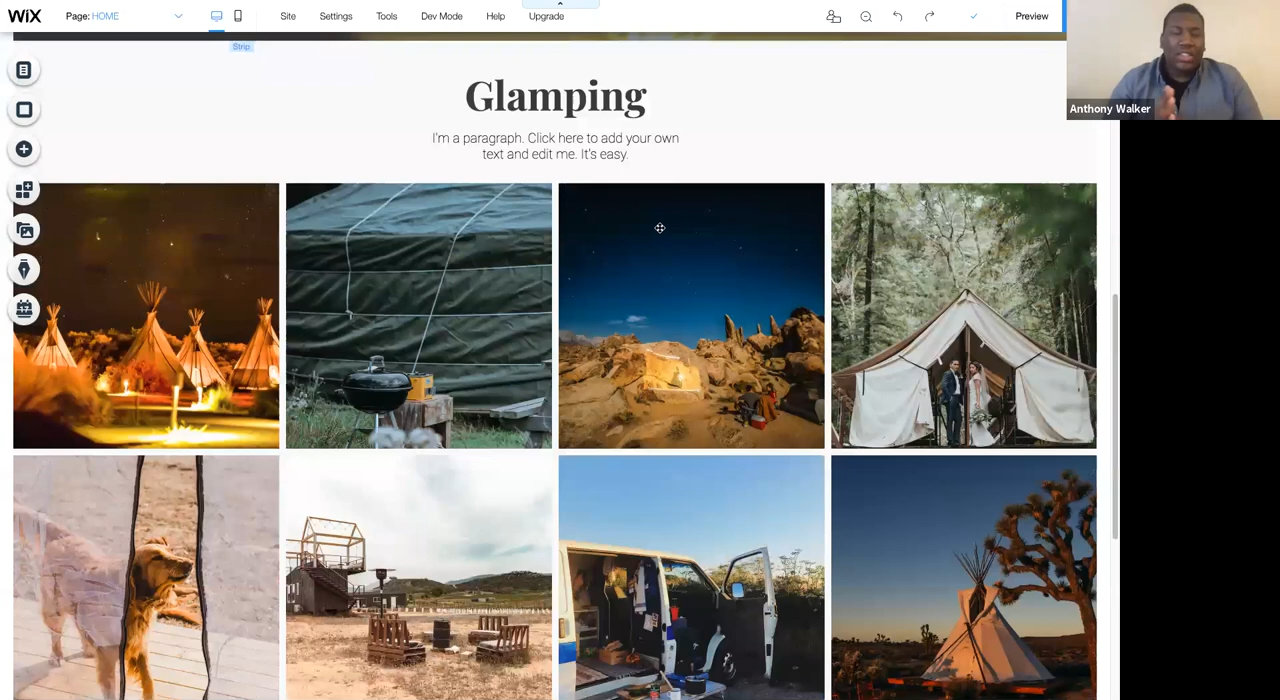 WiX
Page: HOME
Site
Settings
Tools
Dev Mode
Help
Upgrade
Preview
Strip
Anthony Walker
Glamping
I'm a paragraph. Click here to add your own
text and edit me. It's easy.